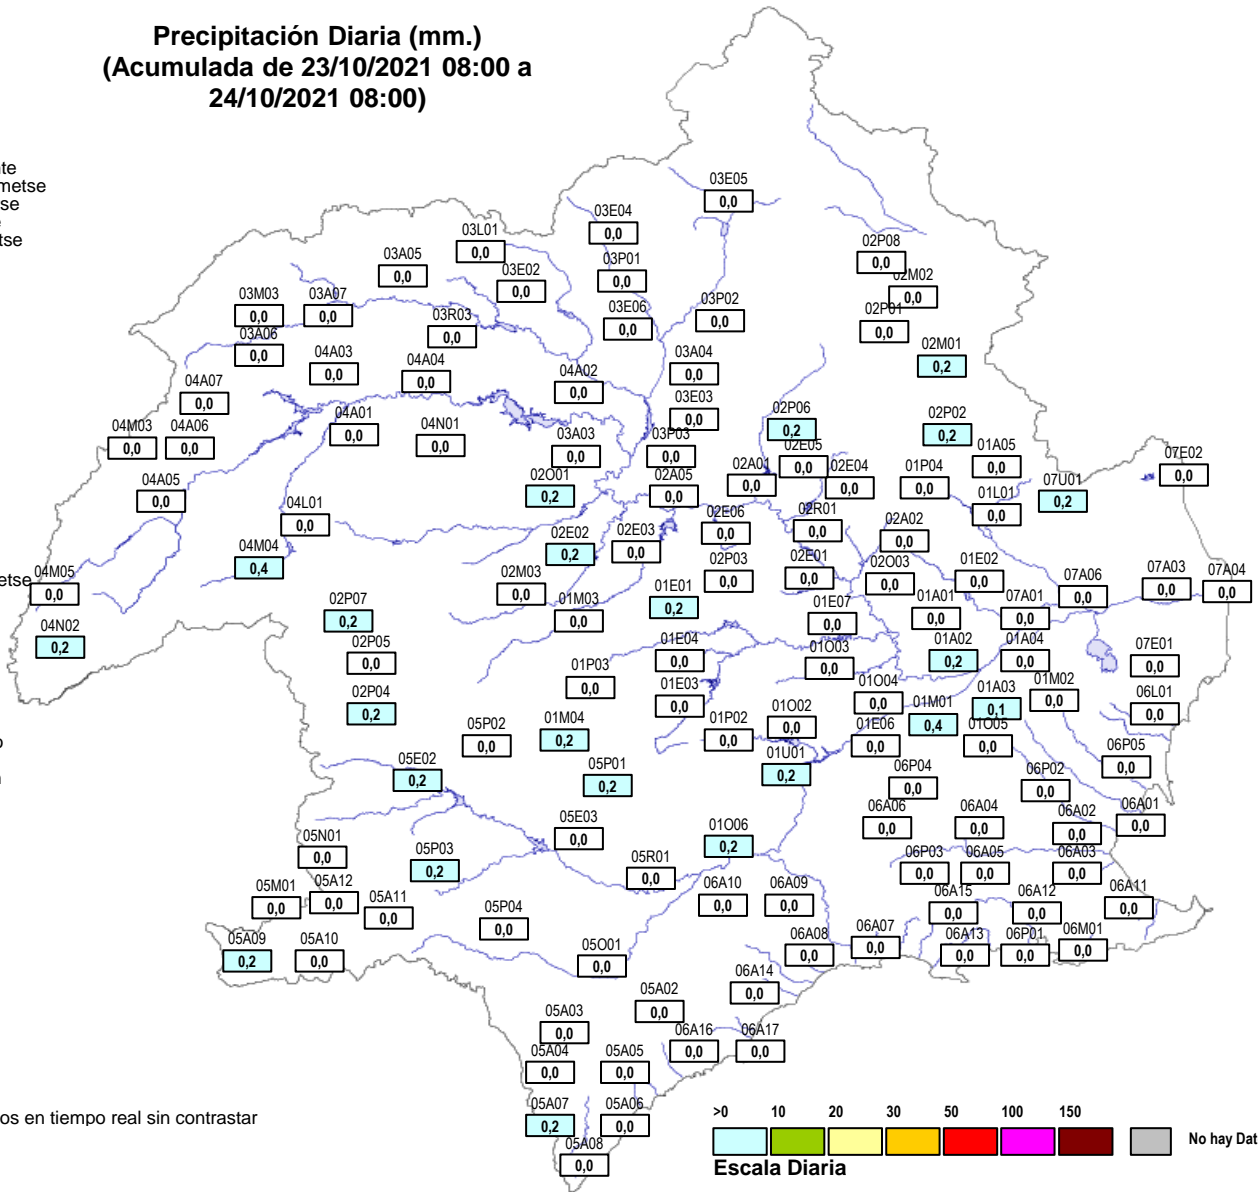 Precipitación Diaria (mm.)
(Acumulada de 23/10/2021 08:00 a
24/10/2021 08:00)
nte
metse
se
tse
03E05
0,0
03E04
0,0
03L01
0,0
03A05
0,0
03P01
0,0
03E02
0,0
02P08
0,0
02M02
0,0
03M03
0,0
03A07
0,0
03R03
0,0
03E06
0,0
03P02
0,0
02P01
0,0
03A06
0,0
04A03
0,0
04A04
0,0
04A02
0,0
03A04
0,0
02M01
0,2
04A07
0,0
03E03
0,0
04M03
0,0
04A06
0,0
04A01
0,0
04N01
0,0
03A03
0,0
03P03
0,0
02P06
0,2
02P02
0,2
02E05
0,0
01A05
0,0
07E02
0,0
04A05
0,0
02O01
0,2
02A05
0,0
02A01
0,0
02E04
0,0
01P04
0,0
07U01
0,2
04L01
0,0
01L01
0,0
02E06
0,0
02R01
0,0
02A02
0,0
04M04
0,4
02E02
0,2
02E03
0,0
metse
04M05
0,0
02M03
0,0
02P03
0,0
02E01
0,0
02O03
0,0
01E02
0,0
07A06
0,0
07A03
0,0
07A04
0,0
02P07
0,2
01M03
0,0
01E01
0,2
01E07
0,0
01A01
0,0
07A01
0,0
04N02
0,2
02P05
0,0
01E04
0,0
01O03
0,0
01A02
0,2
01A04
0,0
07E01
0,0
01P03
0,0
01E03
0,0
01O04
0,0
01A03
0,1
01M02
0,0
02P04
0,2
06L01
0,0
05P02
0,0
01M04
0,2
01P02
0,0
01O02
0,0
01M01
0,4
01E06
0,0
01O05
0,0
05E02
0,2
05P01
0,2
01U01
0,2
06P04
0,0
06P02
0,0
06P05
0,0
05E03
0,0
01O06
0,2
06A06
0,0
06A04
0,0
06A02
0,0
06A01
0,0
05N01
0,0
05P03
0,2
05R01
0,0
06P03
0,0
06A05
0,0
06A03
0,0
05M01
0,0
05A12
0,0
05A11
0,0
06A10
0,0
06A09
0,0
06A15
0,0
06A12
0,0
06A11
0,0
05P04
0,0
05A09
0,2
05A10
0,0
05O01
0,0
06A08
0,0
06A07
0,0
06A13
0,0
06P01
0,0
06M01
0,0
06A14
0,0
05A02
0,0
05A03
0,0
06A16
0,0
06A17
0,0
05A04
0,0
05A05
0,0
05A07
0,2
05A06
0,0
05A08
0,0
os en tiempo real sin contrastar
>0 10 20 30 50 100 150
No hay Dat
Escala Diaria